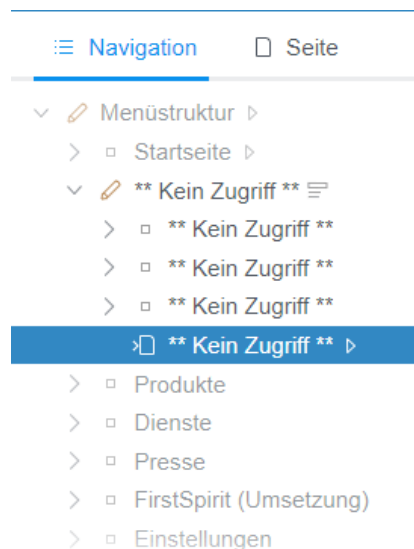 Navigation Seite
Menüstruktur
Startseite
** Kein Zugriff **
** Kein Zugriff **
** Kein Zugriff **
** Kein Zugriff **
** Kein Zugriff **
Produkte
Dienste
Presse
FirstSpirit (Umsetzung)
Einstellungen